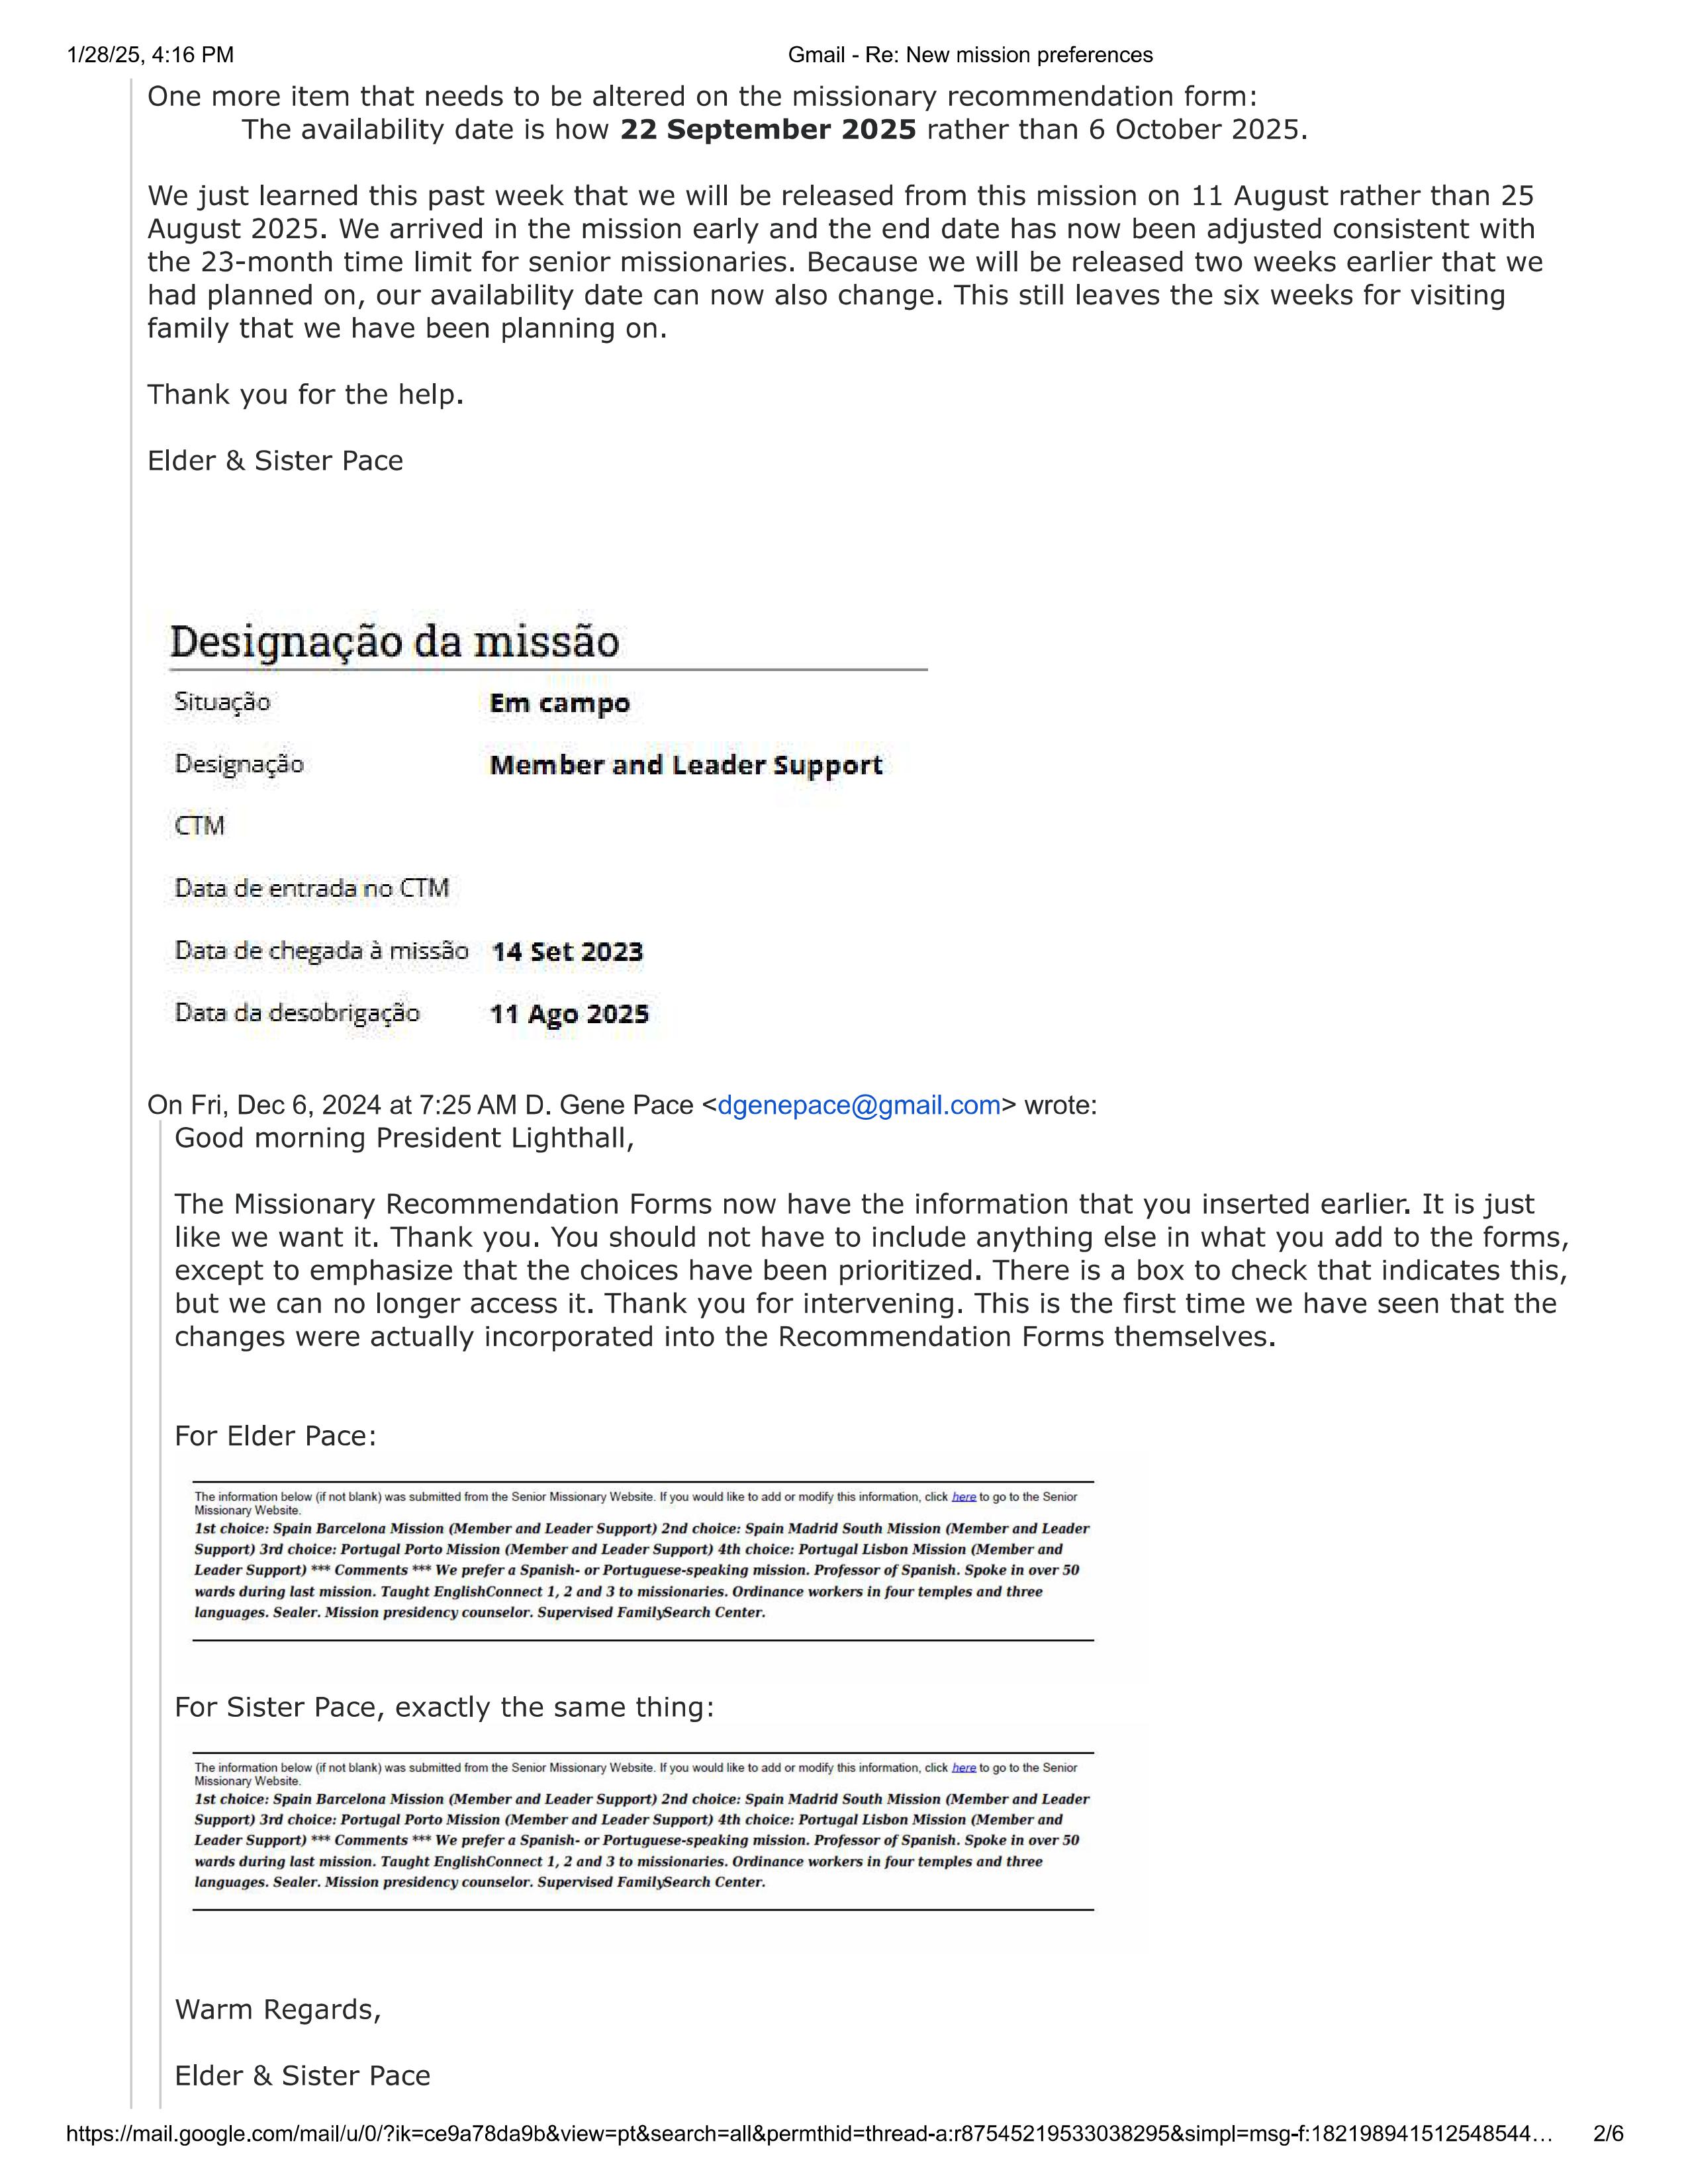 1/28/25, 4:16 PM
Gmail - Re: New mission preferences
One more item that needs to be altered on the missionary recommendation form:
The availability date is how 22 September 2025 rather than 6 October 2025.
We just learned this past week that we will be released from this mission on 11 August rather than 25
August 2025. We arrived in the mission early and the end date has now been adjusted consistent with
the 23-month time limit for senior missionaries. Because we will be released two weeks earlier that we
had planned on, our availability date can now also change. This still leaves the six weeks for visiting
family that we have been planning on.
Thank you for the help.
Elder & Sister Pace
Designação da missão
Situação Em campo
Designação Member and Leader Support
CTM
Data de entrada no CTM
Data de chegada à missão 14 Set 2023
Data da desobrigação 11 Ago 2025
On Fri, Dec 6, 2024 at 7:25 AM D. Gene Pace <dgenepace@gmail.com> wrote:
Good morning President Lighthall,
The Missionary Recommendation Forms now have the information that you inserted earlier. It is just
like we want it. Thank you. You should not have to include anything else in what you add to the forms,
except to emphasize that the choices have been prioritized. There is a box to check that indicates this,
but we can no longer access it. Thank you for intervening. This is the first time we have seen that the
changes were actually incorporated into the Recommendation Forms themselves.
For Elder Pace:
The information below (if not blank) was submitted from the Senior Missionary Website. If you would like to add or modify this information, click here to go to the Senior
Missionary Website.
1st choice: Spain Barcelona Mission (Member and Leader Support) 2nd choice: Spain Madrid South Mission (Member and Leader
Support) 3rd choice: Portugal Porto Mission (Member and Leader Support) 4th choice: Portugal Lisbon Mission (Member and
Leader Support) *** Comments *** We prefer a Spanish- or Portuguese-speaking mission. Professor of Spanish. Spoke in over 50
wards during last mission. Taught EnglishConnect 1, 2 and 3 to missionaries. Ordinance workers in four temples and three
languages. Sealer. Mission presidency counselor. Supervised FamilySearch Center.
For Sister Pace, exactly the same thing:
The information below (if not blank) was submitted from the Senior Missionary Website. If you would like to add or modify this information, click here to go to the Senior
Missionary Website.
1st choice: Spain Barcelona Mission (Member and Leader Support) 2nd choice: Spain Madrid South Mission (Member and Leader
Support) 3rd choice: Portugal Porto Mission (Member and Leader Support) 4th choice: Portugal Lisbon Mission (Member and
Leader Support) *** Comments *** We prefer a Spanish- or Portuguese-speaking mission. Professor of Spanish. Spoke in over 50
wards during last mission. Taught EnglishConnect 1, 2 and 3 to missionaries. Ordinance workers in four temples and three
languages. Sealer. Mission presidency counselor. Supervised FamilySearch Center.
Warm Regards,
Elder & Sister Pace
https://mail.google.com/mail/u/0/?ik=ce9a78da9b&view=pt&search=all&permthid=thread-a:r87545219533038295&simpl=msg-f:182198941512548544…
2/6